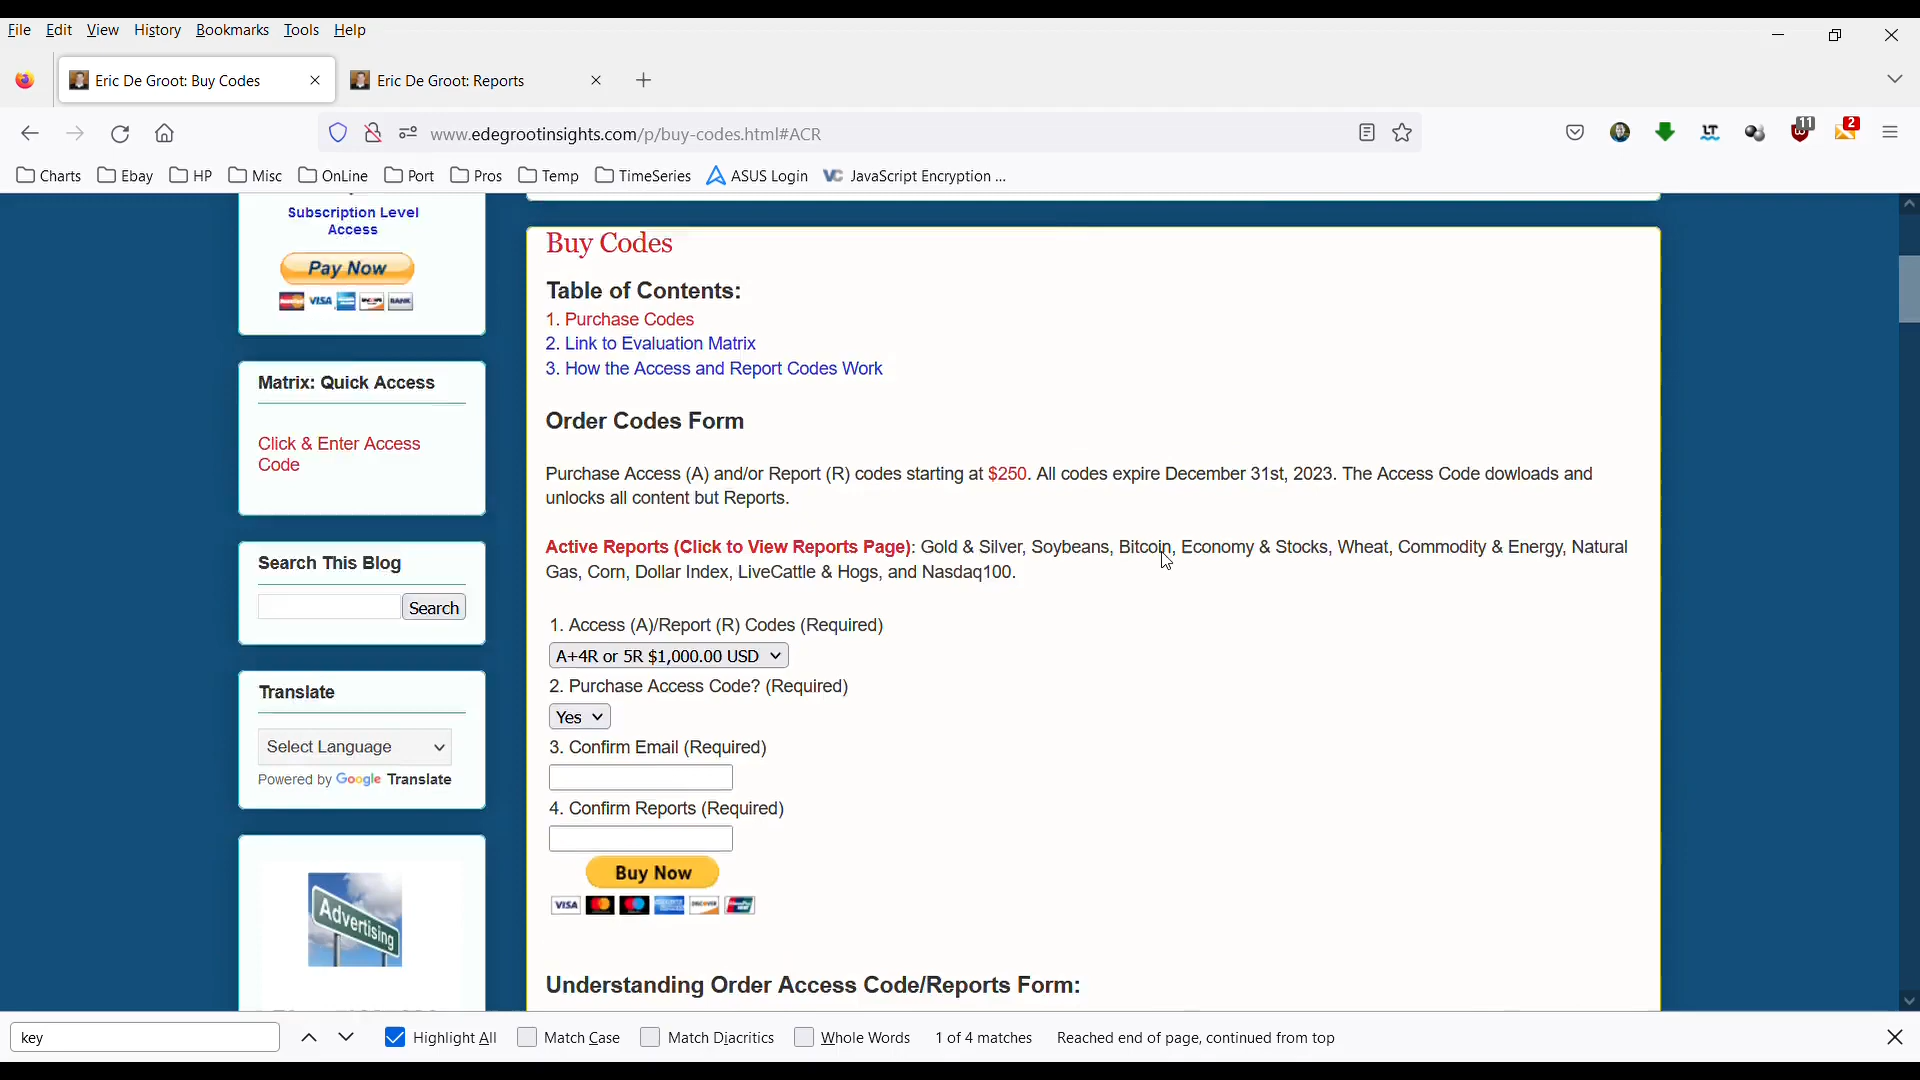 File Edit View History Bookmarks Tools Help
Eric De Groot: Buy Codes
Eric De Groot: Reports
www.edegrootinsights.com/p/buy-codes.html#ACR
LT
11
2
Charts Ebay HP Misc OnLine Port Pros Temp TimeSeries ASUS Login VC JavaScript Encryption ...
Subscription Level
Access
Pay Now
VISA BANK
Matrix: Quick Access
Click & Enter Access
Code
Search This Blog
Search
Translate
Select Language
Powered by Google Translate
Advertising
Buy Codes
Table of Contents:
1. Purchase Codes
2. Link to Evaluation Matrix
3. How the Access and Report Codes Work
Order Codes Form
Purchase Access (A) and/or Report (R) codes starting at $250. All codes expire December 31st, 2023. The Access Code dowloads and
unlocks all content but Reports.
Active Reports (Click to View Reports Page): Gold & Silver, Soybeans, Bitcoin, Economy & Stocks, Wheat, Commodity & Energy, Natural
Gas, Corn, Dollar Index, LiveCattle & Hogs, and Nasdaq100.
1. Access (A)/Report (R) Codes (Required)
A+4R or 5R $1,000.00 USD
2. Purchase Access Code? (Required)
Yes
3. Confirm Email (Required)
4. Confirm Reports (Required)
Buy Now
VISA DISCOVER
Understanding Order Access Code/Reports Form:
key
Highlight All Match Case Match Diacritics Whole Words 1 of 4 matches Reached end of page, continued from top